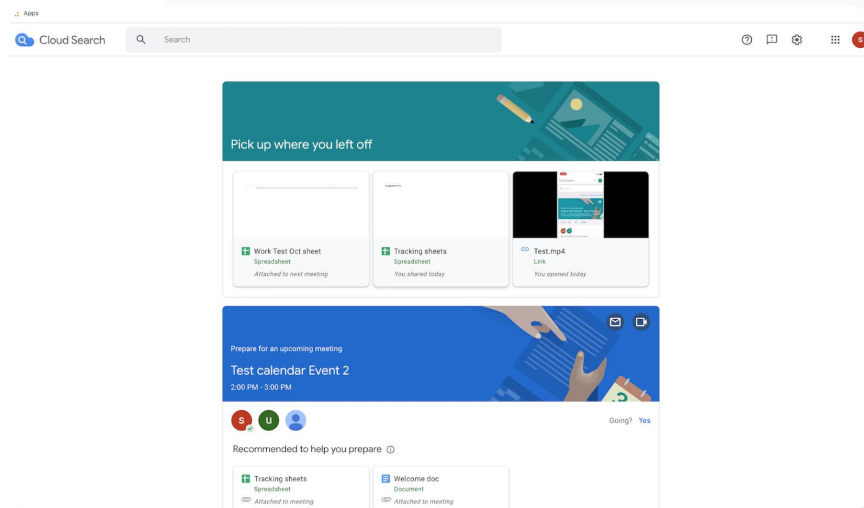 Apps
Cloud Search
Search
S
Pick up where you left off
Work Test Oct sheet
Spreadsheet
Attached to next meeting
Tracking sheets
Spreadsheet
You shared today
Test.mp4
Link
You opened today
Prepare for an upcoming meeting
Test calendar Event 2
2:00 PM - 3:00 PM
S U
Going? Yes
Recommended to help you prepare
Tracking sheets
Spreadsheet
Attached to meeting
Welcome doc
Document
Attached to meeting